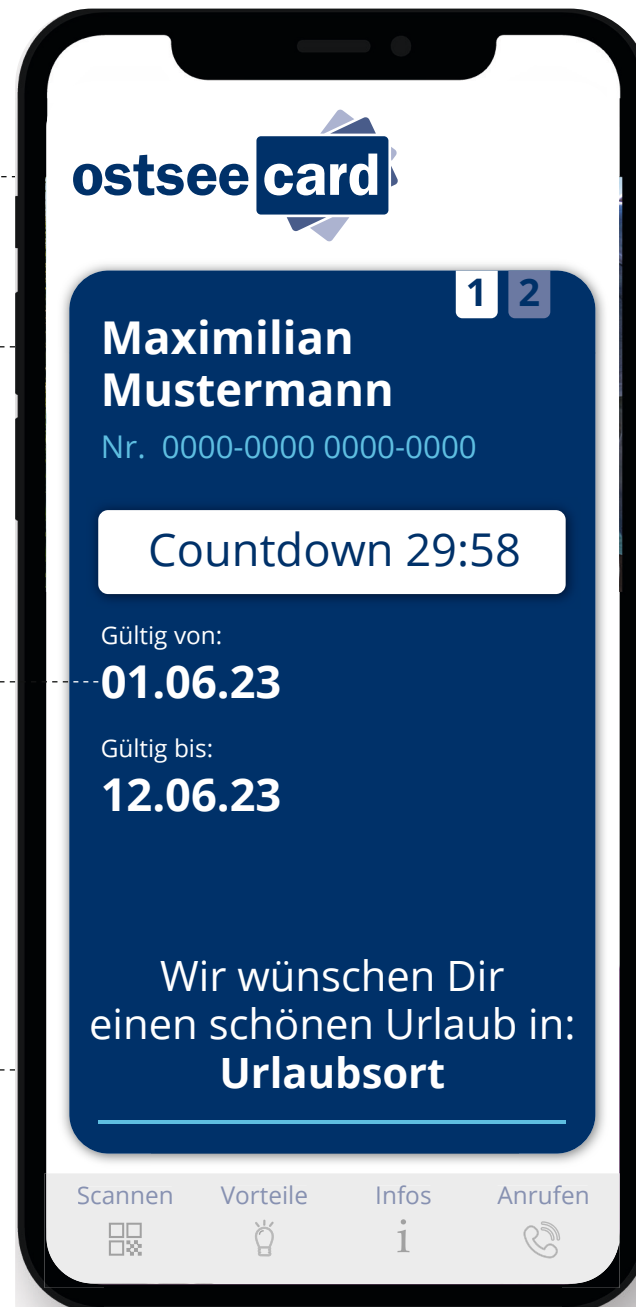 ostsee card
1 2
Maximilian
Mustermann
Nr. 0000-0000 0000-0000
Countdown 29:58
Gültig von:
01.06.23
Gültig bis:
12.06.23
Wir wünschen Dir
einen schönen Urlaub in:
Urlaubsort
Scannen Vorteile Infos Anrufen